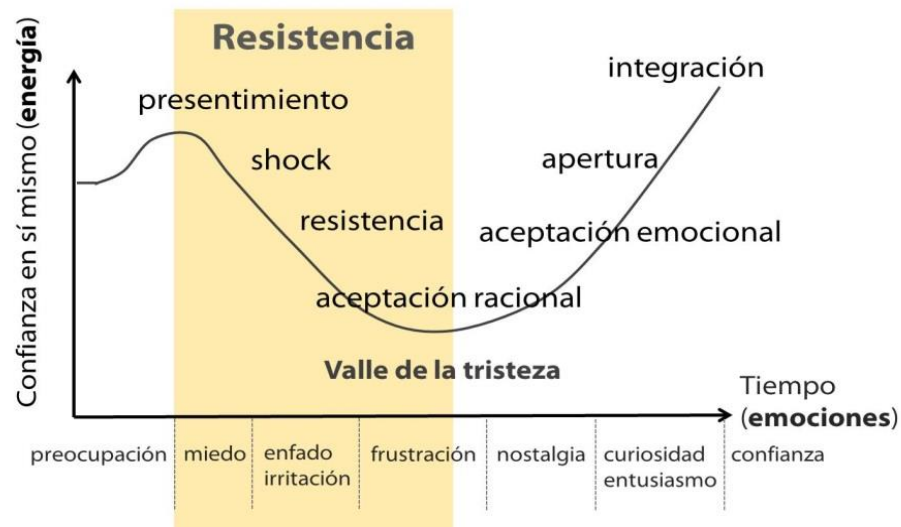 Resistencia
integración
presentimiento
apertura
shock
resistencia
aceptación emocional
aceptación racional
Valle de la tristeza
Confianza en sí mismo (energía)
Tiempo
(emociones)
preocupación
miedo
enfado
irritación
frustración
nostalgia
curiosidad
entusiasmo
confianza